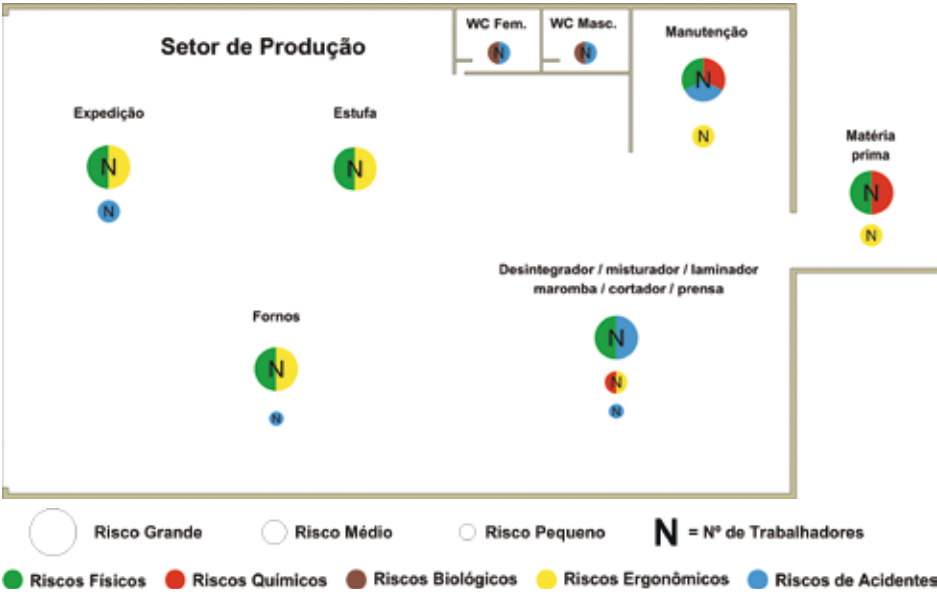 Setor de Produção
WC Fem.
N
WC Masc.
N
Manutenção
N
N
Expedição
N
N
Estufa
N
Matéria
prima
N
N
Desintegrador / misturador / laminador
maromba / cortador / prensa
N
N
N
Fornos
N
N
Risco Grande
Risco Médio
Risco Pequeno
N = Nº de Trabalhadores
Riscos Físicos
Riscos Químicos
Riscos Biológicos
Riscos Ergonômicos
Riscos de Acidentes